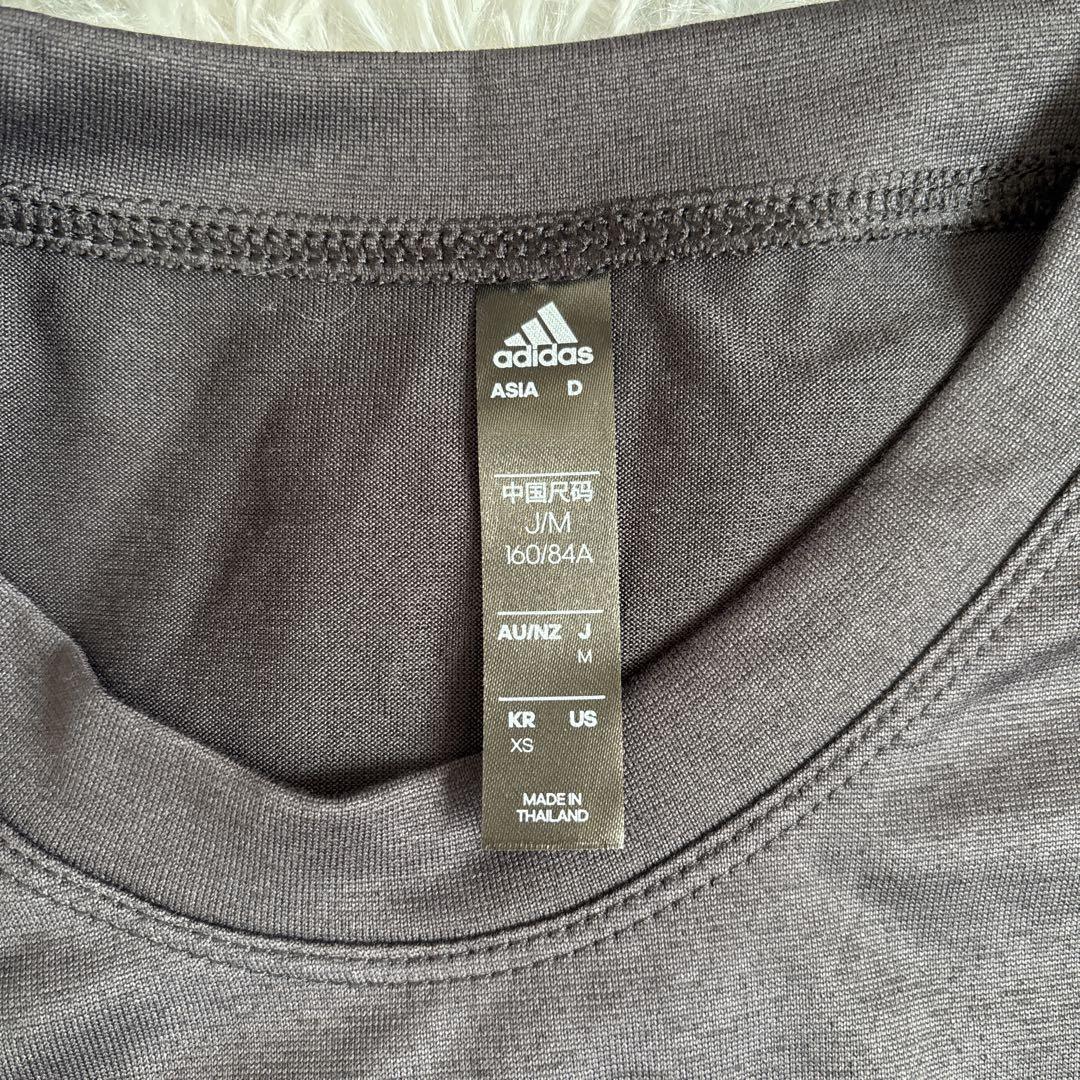 adidas
ASIA D
中国尺码
J/M
160/84A
AU/NZ J
M
KR US
XS
MADE IN
THAILAND